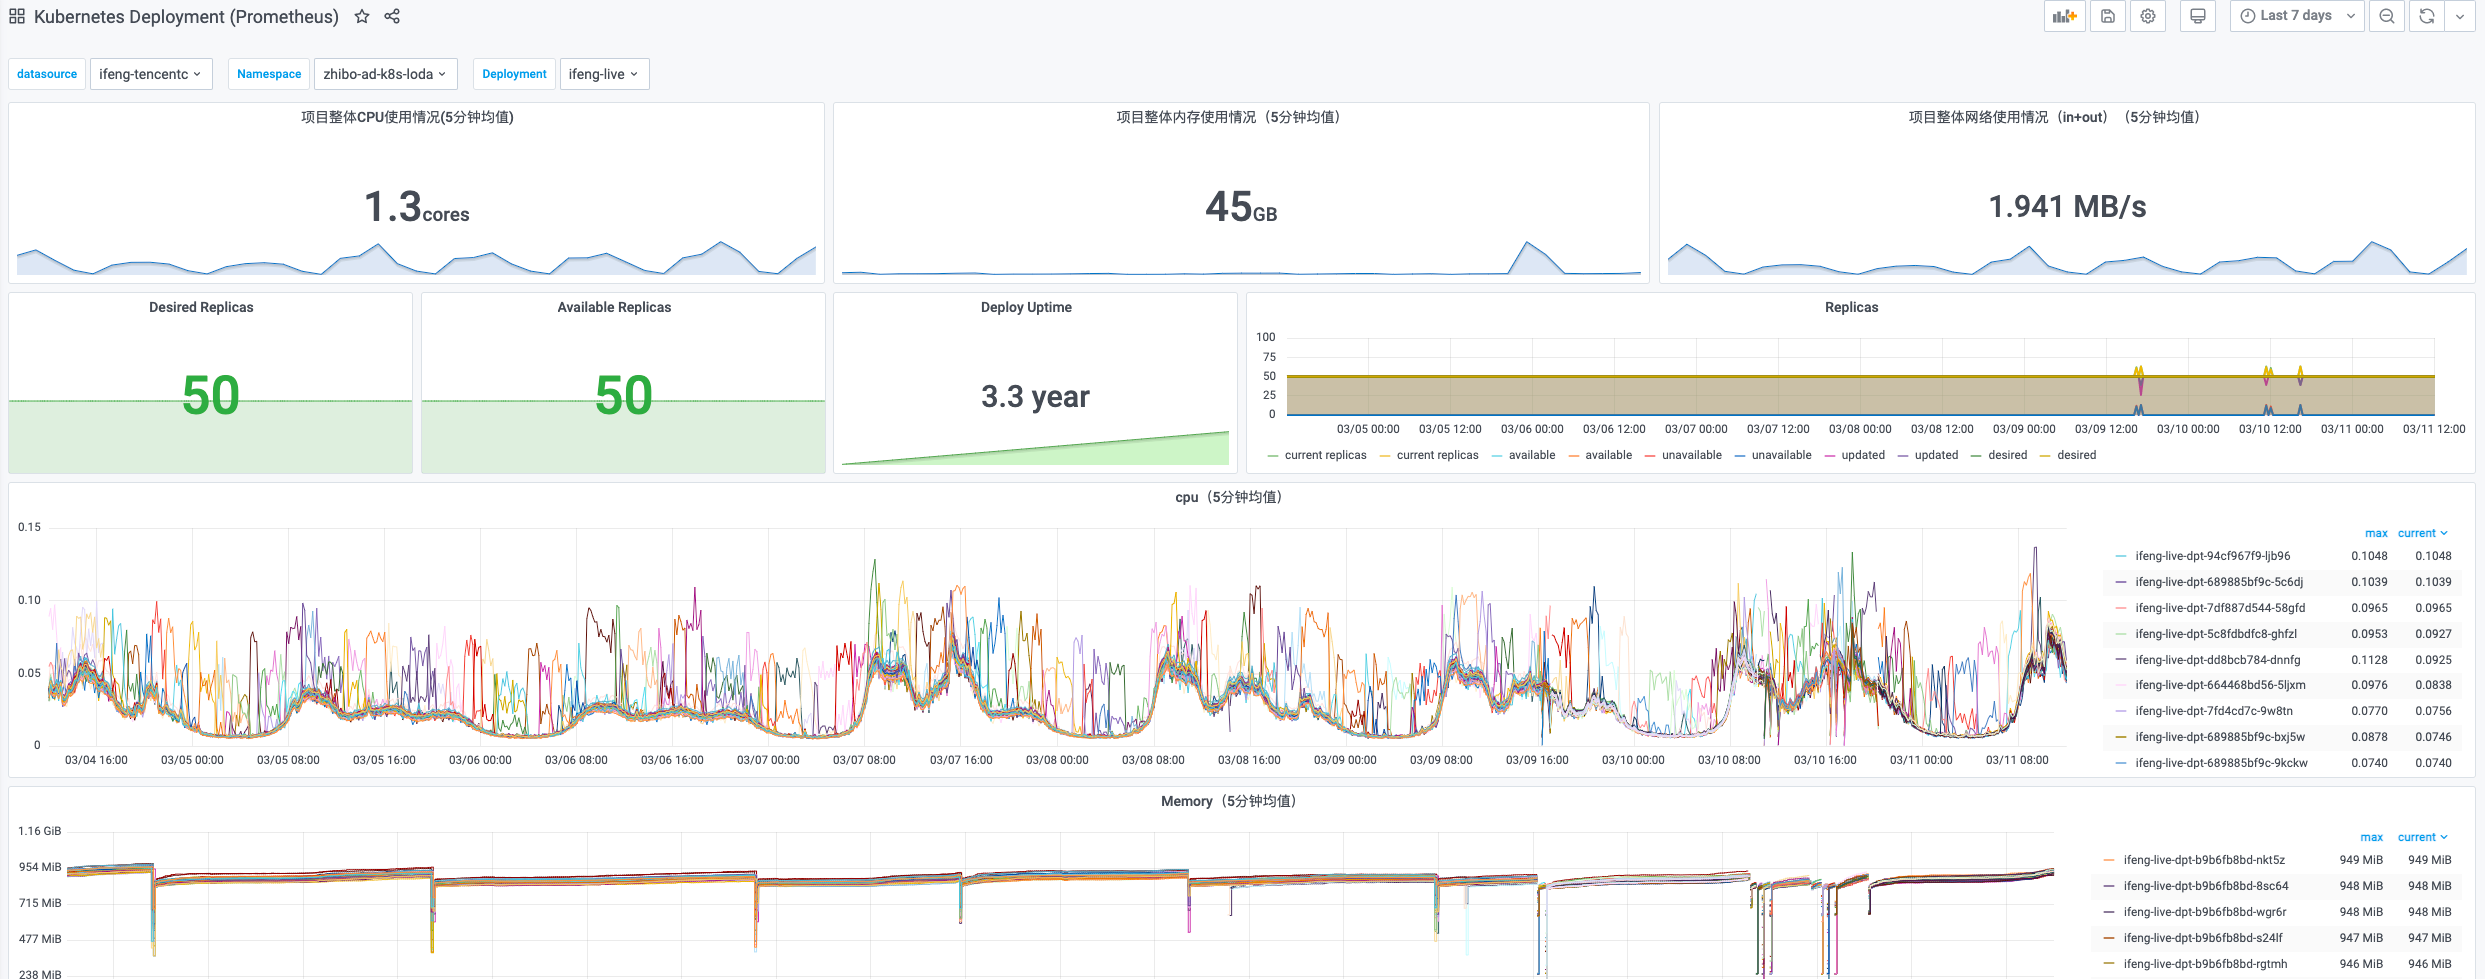 Kubernetes Deployment (Prometheus)
Last 7 days
datasource ifeng-tencentc Namespace zhibo-ad-k8s-loda Deployment ifeng-live
项目整体CPU使用情况(5分钟均值)
1.3cores
项目整体内存使用情况（5分钟均值）
45GB
项目整体网络使用情况（in+out）（5分钟均值）
1.941 MB/s
Desired Replicas
50
Available Replicas
50
Deploy Uptime
3.3 year
Replicas
100
75
50
25
0
03/05 00:00 03/05 12:00 03/06 00:00 03/06 12:00 03/07 00:00 03/07 12:00 03/08 00:00 03/08 12:00 03/09 00:00 03/09 12:00 03/10 00:00 03/10 12:00 03/11 00:00 03/11 12:00
current replicas current replicas available available unavailable unavailable updated updated desired desired
cpu（5分钟均值）
0.15
0.10
0.05
0
03/04 16:00 03/05 00:00 03/05 08:00 03/05 16:00 03/06 00:00 03/06 08:00 03/06 16:00 03/07 00:00 03/07 08:00 03/07 16:00 03/08 00:00 03/08 08:00 03/08 16:00 03/09 00:00 03/09 08:00 03/09 16:00 03/10 00:00 03/10 08:00 03/10 16:00 03/11 00:00 03/11 08:00
max current
ifeng-live-dpt-94cf967f9-ljb96 0.1048 0.1048
ifeng-live-dpt-689885bf9c-5c6dj 0.1039 0.1039
ifeng-live-dpt-7df887d544-58gfd 0.0965 0.0965
ifeng-live-dpt-5c8fdbdfc8-ghfzl 0.0953 0.0927
ifeng-live-dpt-dd8bcb784-dnnfg 0.1128 0.0925
ifeng-live-dpt-664468bd56-5ljxm 0.0976 0.0838
ifeng-live-dpt-7fd4cd7c-9w8tn 0.0770 0.0756
ifeng-live-dpt-689885bf9c-bxj5w 0.0878 0.0746
ifeng-live-dpt-689885bf9c-9kckw 0.0740 0.0740
Memory（5分钟均值）
1.16 GiB
954 MiB
715 MiB
477 MiB
238 MiB
max current
ifeng-live-dpt-b9b6fb8bd-nkt5z 949 MiB 949 MiB
ifeng-live-dpt-b9b6fb8bd-8sc64 948 MiB 948 MiB
ifeng-live-dpt-b9b6fb8bd-wgr6r 948 MiB 948 MiB
ifeng-live-dpt-b9b6fb8bd-s24lf 947 MiB 947 MiB
ifeng-live-dpt-b9b6fb8bd-rgtmh 946 MiB 946 MiB